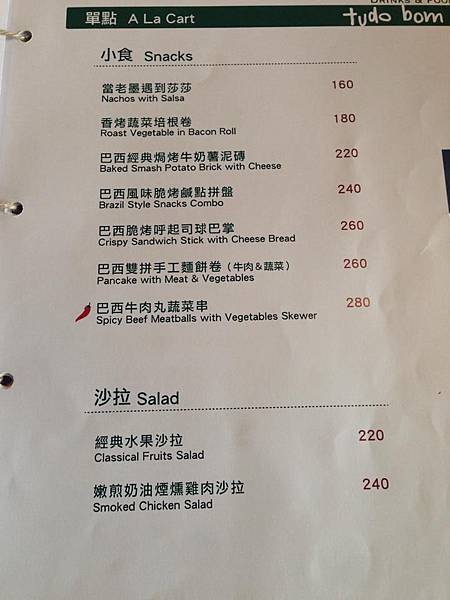 DRINKS & FOOD
單點 A La Cart
tudo bom
小食 Snacks
當老墨遇到莎莎 160
Nachos with Salsa
香烤蔬菜培根卷 180
Roast Vegetable in Bacon Roll
巴西經典焗烤牛奶薯泥磚 220
Baked Smash Potato Brick with Cheese
巴西風味脆烤鹹點拼盤 240
Brazil Style Snacks Combo
巴西脆烤呼起司球巴掌 260
Crispy Sandwich Stick with Cheese Bread
巴西雙拼手工麵餅卷（牛肉&蔬菜） 260
Pancake with Meat & Vegetables
巴西牛肉丸蔬菜串 280
Spicy Beef Meatballs with Vegetables Skewer
沙拉 Salad
經典水果沙拉 220
Classical Fruits Salad
嫩煎奶油煙燻雞肉沙拉 240
Smoked Chicken Salad